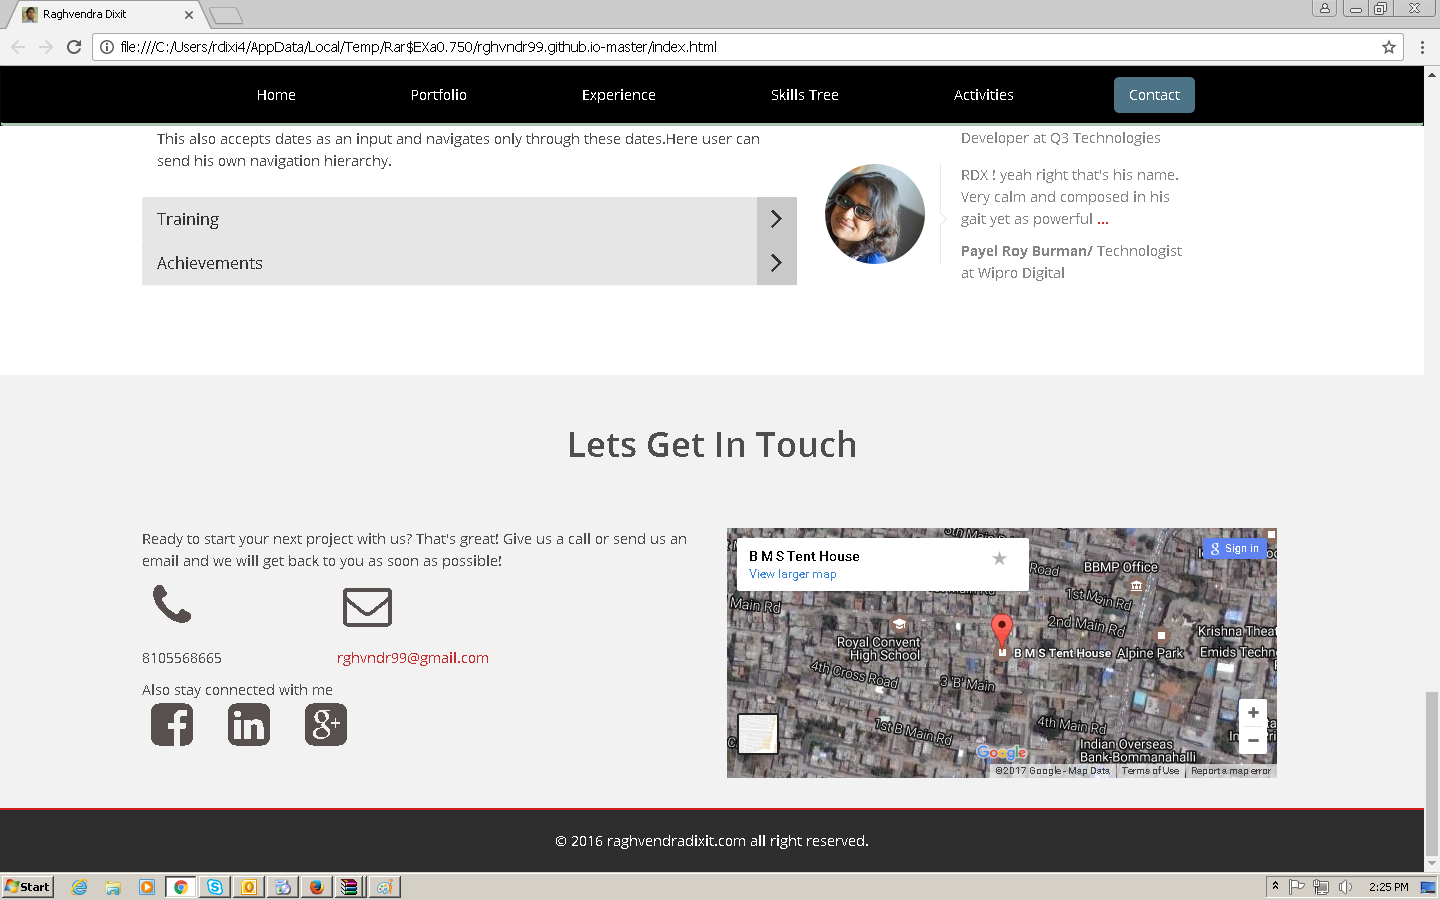 Raghvendra Dixit
file:///C:/Users/rdixi4/AppData/Local/Temp/Rar$EXa0.750/rghvndr99.github.io-master/index.html
Home
Portfolio
Experience
Skills Tree
Activities
Contact
This also accepts dates as an input and navigates only through these dates.Here user can
send his own navigation hierarchy.
Training
Achievements
Developer at Q3 Technologies
RDX ! yeah right that's his name.
Very calm and composed in his
gait yet as powerful ...
Payel Roy Burman/ Technologist
at Wipro Digital
Lets Get In Touch
Ready to start your next project with us? That's great! Give us a call or send us an
email and we will get back to you as soon as possible!
8105568665
rghvndr99@gmail.com
Also stay connected with me
B M S Tent House
View larger map
Sign in
Road
BBMP Office
Main Rd
1st Main Rd
2nd Main Rd
Royal Convent
High School
Krishna Theat
B M S Tent House
Alpine Park
Emids Techn
4th Cross Road
3 'B' Main
1st B Main Rd
4th Main Rd
Indian Overseas
Bank-Bommanahalli
Google
©2017 Google - Map Data
Terms of Use
Report a map error
© 2016 raghvendradixit.com all right reserved.
Start
2:25 PM